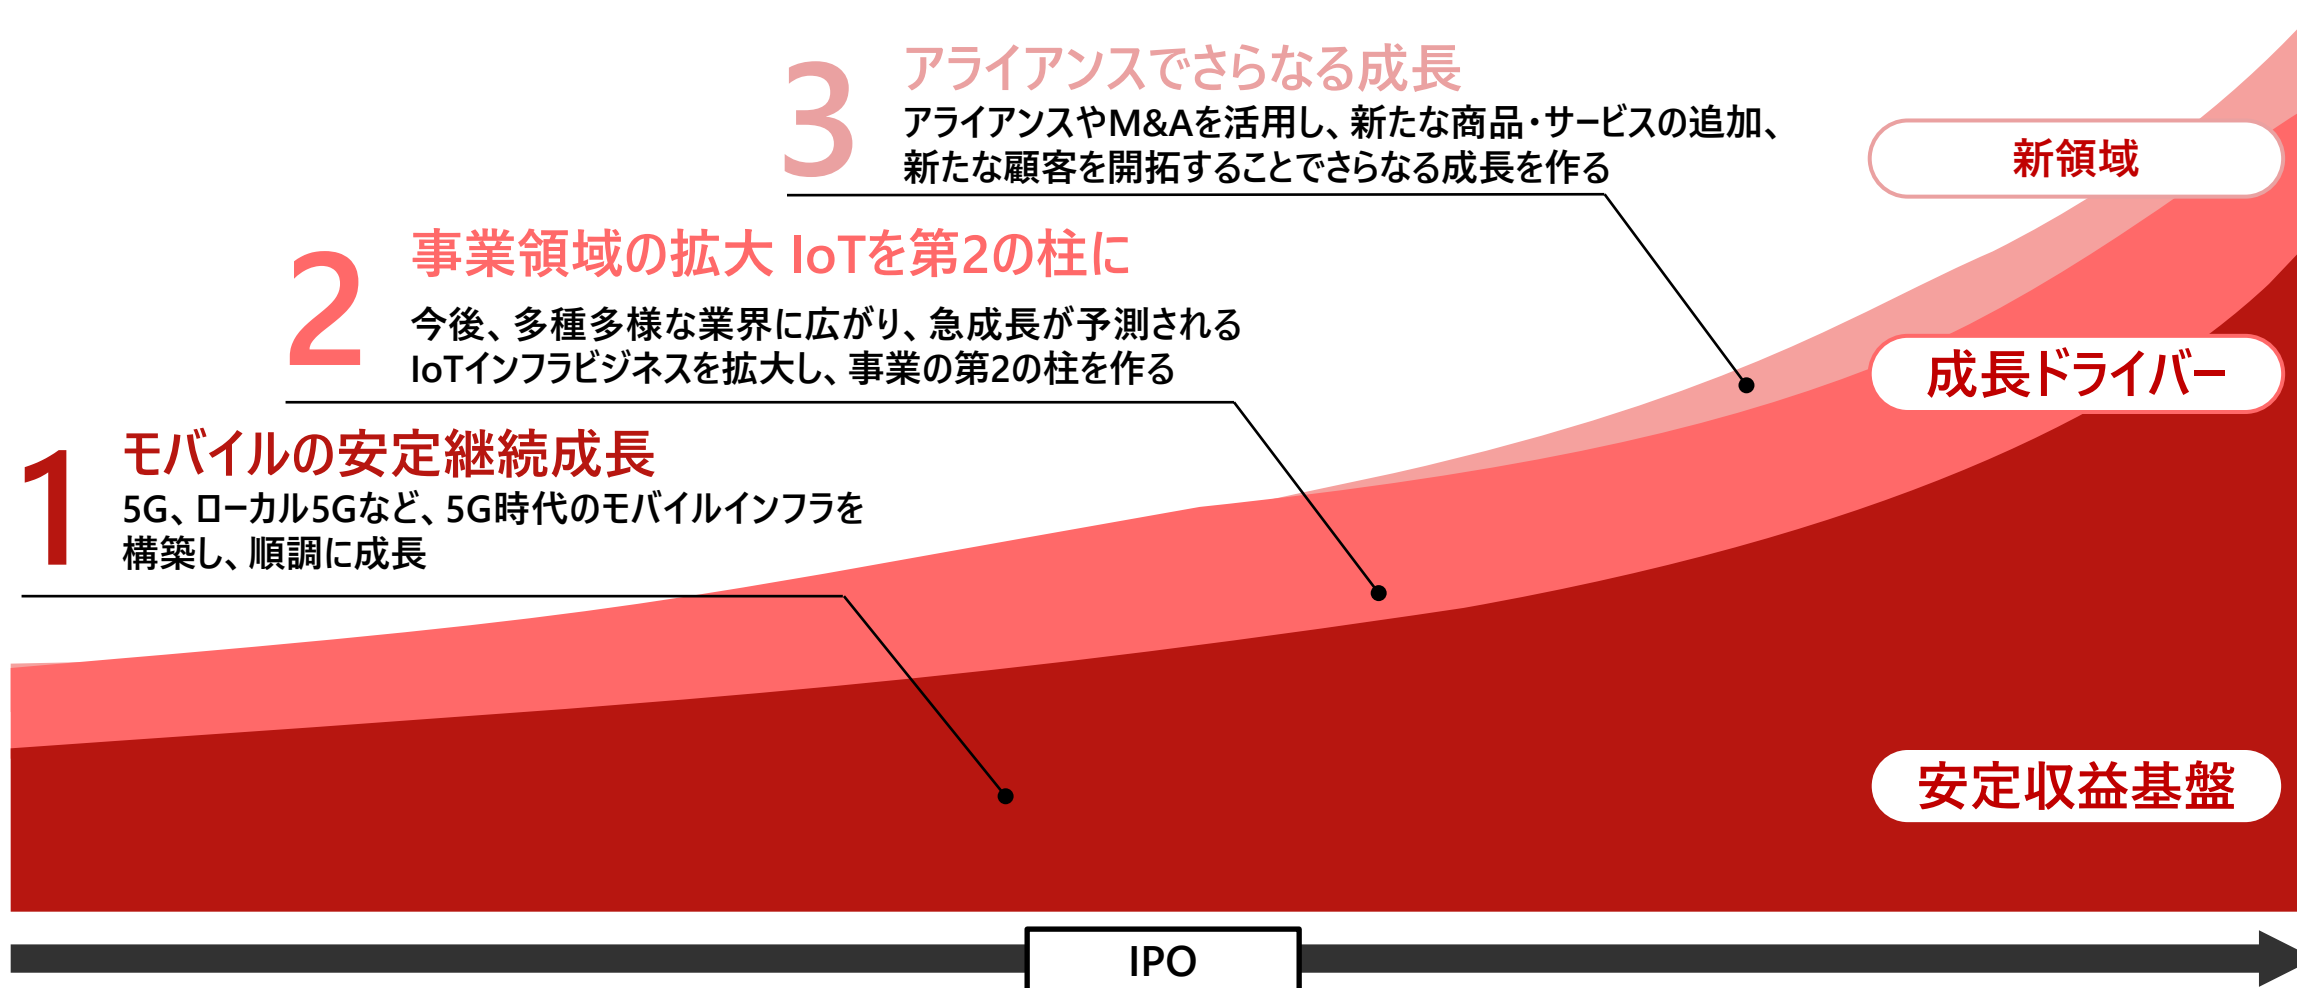 3
アライアンスでさらなる成長
アライアンスやM&Aを活用し、新たな商品・サービスの追加、
新たな顧客を開拓することでさらなる成長を作る
新領域
2
事業領域の拡大 IoTを第2の柱に
今後、多種多様な業界に広がり、急成長が予測される
IoTインフラビジネスを拡大し、事業の第2の柱を作る
成長ドライバー
1
モバイルの安定継続成長
5G、ローカル5Gなど、5G時代のモバイルインフラを
構築し、順調に成長
安定収益基盤
IPO